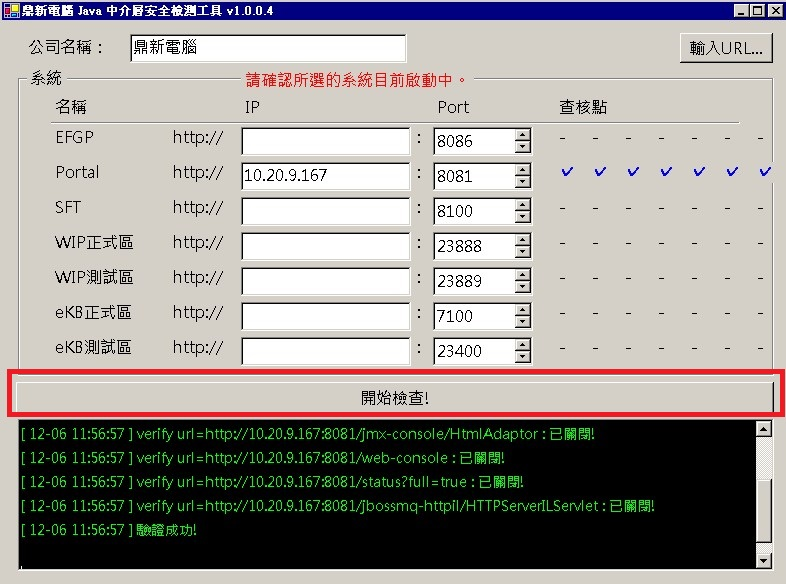 鼎新電腦 Java 中介層安全檢測工具 v1.0.0.4
公司名稱： 鼎新電腦 輸入URL...
系統 請確認所選的系統目前啟動中。
名稱 IP Port 查核點
EFGP http:// : 8086 - - - - - - -
Portal http:// 10.20.9.167 : 8081 ✓ ✓ ✓ ✓ ✓ ✓ ✓
SFT http:// : 8100 - - - - - - -
WIP正式區 http:// : 23888 - - - - - - -
WIP測試區 http:// : 23889 - - - - - - -
eKB正式區 http:// : 7100 - - - - - - -
eKB測試區 http:// : 23400 - - - - - - -
開始檢查!
[ 12-06 11:56:57 ] verify url=http://10.20.9.167:8081/jmx-console/HtmlAdaptor : 已關閉!
[ 12-06 11:56:57 ] verify url=http://10.20.9.167:8081/web-console : 已關閉!
[ 12-06 11:56:57 ] verify url=http://10.20.9.167:8081/status?full=true : 已關閉!
[ 12-06 11:56:57 ] verify url=http://10.20.9.167:8081/jbossmq-httpil/HTTPServerILServlet : 已關閉!
[ 12-06 11:56:57 ] 驗證成功!